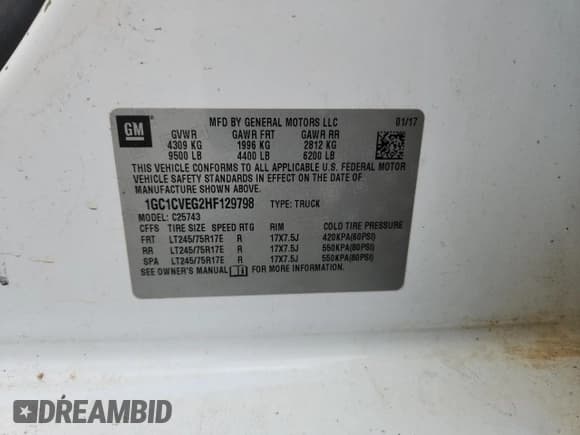 GM
MFD BY GENERAL MOTORS LLC 01/17
GVWR GAWR FRT GAWR RR
4309 KG 1996 KG 2812 KG
9500 LB 4400 LB 6200 LB
THIS VEHICLE CONFORMS TO ALL APPLICABLE U.S. FEDERAL MOTOR
VEHICLE SAFETY STANDARDS IN EFFECT ON THE DATE OF
MANUFACTURE SHOWN ABOVE.
1GC1CVEG2HF129798 TYPE: TRUCK
MODEL: C25743
CFFS TIRE SIZE SPEED RTG RIM COLD TIRE PRESSURE
FRT LT245/75R17E R 17X7.5J 420KPA(60PSI)
RR LT245/75R17E R 17X7.5J 550KPA(80PSI)
SPA LT245/75R17E R 17X7.5J 550KPA(80PSI)
SEE OWNER'S MANUAL FOR MORE INFORMATION.
DREAMBID